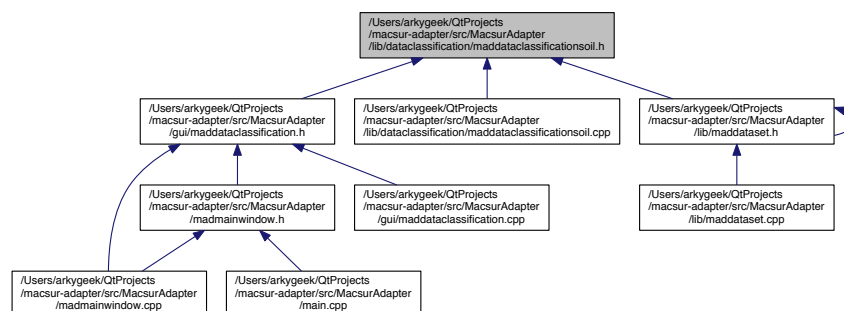 /Users/arkygeek/QtProjects
/macsur-adapter/src/MacsurAdapter
/lib/dataclassification/maddataclassificationsoil.h
/Users/arkygeek/QtProjects
/macsur-adapter/src/MacsurAdapter
/gui/maddataclassification.h
/Users/arkygeek/QtProjects
/macsur-adapter/src/MacsurAdapter
/lib/dataclassification/maddataclassificationsoil.cpp
/Users/arkygeek/QtProjects
/macsur-adapter/src/MacsurAdapter
/lib/maddataset.h
/Users/arkygeek/QtProjects
/macsur-adapter/src/MacsurAdapter
/madmainwindow.h
/Users/arkygeek/QtProjects
/macsur-adapter/src/MacsurAdapter
/gui/maddataclassification.cpp
/Users/arkygeek/QtProjects
/macsur-adapter/src/MacsurAdapter
/lib/maddataset.cpp
/Users/arkygeek/QtProjects
/macsur-adapter/src/MacsurAdapter
/madmainwindow.cpp
/Users/arkygeek/QtProjects
/macsur-adapter/src/MacsurAdapter
/main.cpp